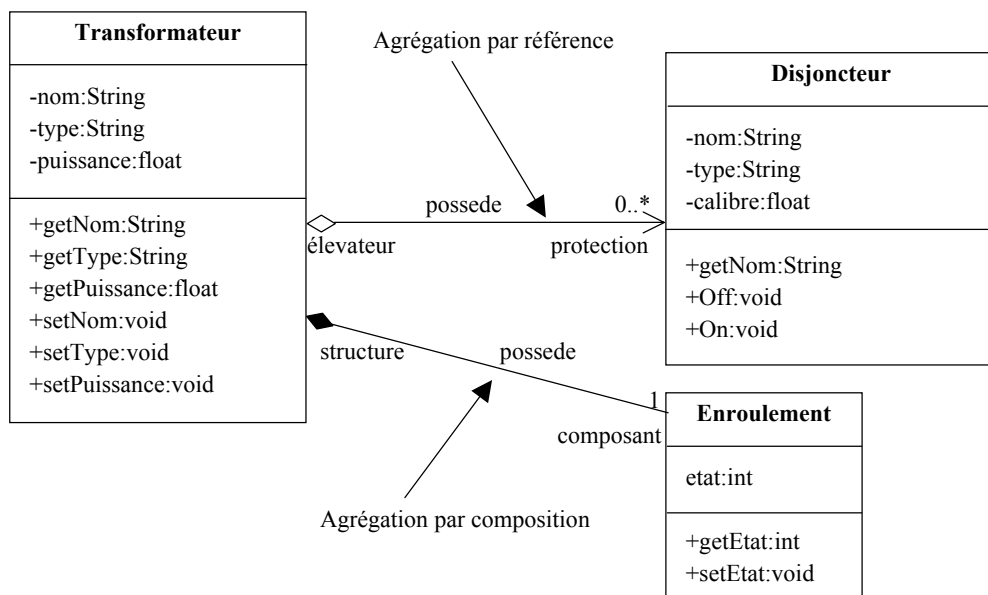 Transformateur
-nom:String
-type:String
-puissance:float
+getNom:String
+getType:String
+getPuissance:float
+setNom:void
+setType:void
+setPuissance:void
Agrégation par référence
possede
0..*
élevateur
protection
Disjoncteur
-nom:String
-type:String
-calibre:float
+getNom:String
+Off:void
+On:void
structure
possede
1
composant
Agrégation par composition
Enroulement
etat:int
+getEtat:int
+setEtat:void